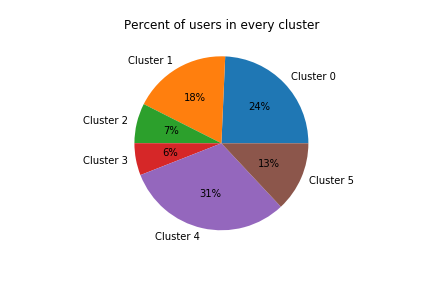 Percent of users in every cluster
Cluster 1
Cluster 0
18%
24%
Cluster 2
7%
Cluster 3
6%
13%
Cluster 5
31%
Cluster 4